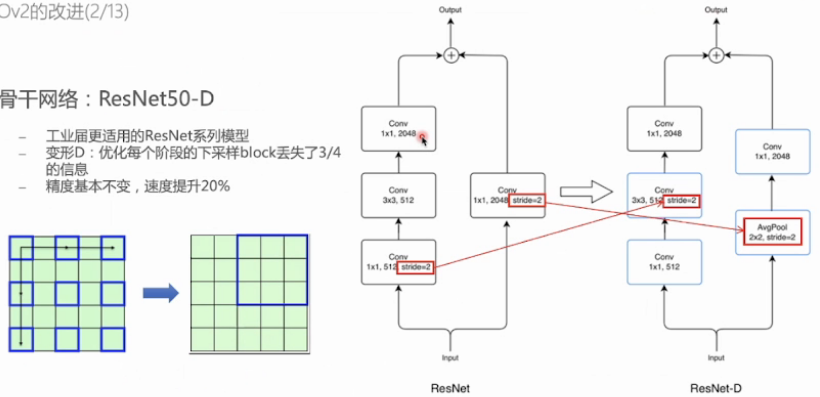 Ov2的改进(2/13)
骨干网络：ResNet50-D
– 工业届更适用的ResNet系列模型
– 变形D：优化每个阶段的下采样block丢失了3/4
的信息
– 精度基本不变，速度提升20%
Output
Conv
1x1, 2048
Conv
3x3, 512
Conv
1x1, 2048, stride=2
Conv
1x1, 512, stride=2
Input
ResNet
Output
Conv
1x1, 2048
Conv
1x1, 2048
Conv
3x3, 512, stride=2
AvgPool
2x2, stride=2
Conv
1x1, 512
Input
ResNet-D